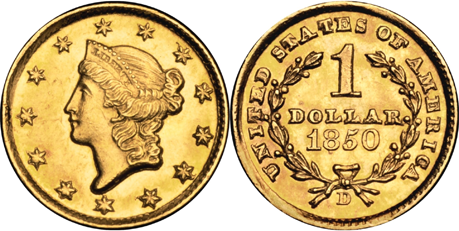 UNITED STATES OF AMERICA
1
DOLLAR
1850
D